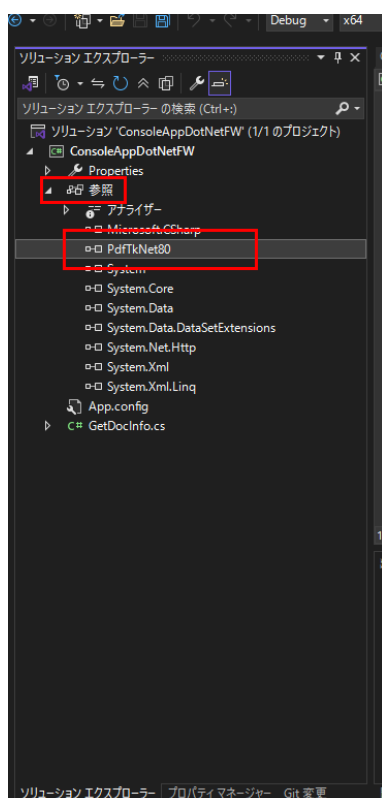 Debug
x64
ソリューション エクスプローラー
ソリューション エクスプローラー の検索 (Ctrl+:)
ソリューション 'ConsoleAppDotNetFW' (1/1 のプロジェクト)
C# ConsoleAppDotNetFW
Properties
参照
アナライザー
Microsoft.CSharp
PdfTkNet80
System
System.Core
System.Data
System.Data.DataSetExtensions
System.Net.Http
System.Xml
System.Xml.Linq
App.config
C# GetDocInfo.cs
ソリューション エクスプローラー
プロパティ マネージャー
Git 変更